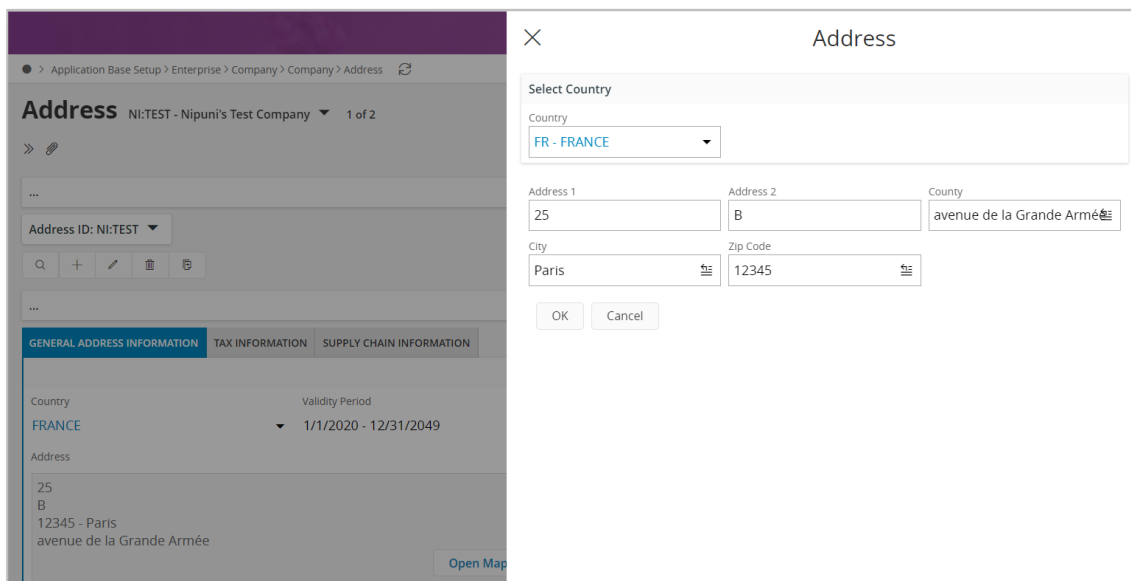 Application Base Setup > Enterprise > Company > Company > Address
Address NI:TEST - Nipuni's Test Company 1 of 2
...
Address ID: NI:TEST
...
GENERAL ADDRESS INFORMATION TAX INFORMATION SUPPLY CHAIN INFORMATION
Country Validity Period
FRANCE 1/1/2020 - 12/31/2049
Address
25
B
12345 - Paris
avenue de la Grande Armée
Open Map
Address
Select Country
Country
FR - FRANCE
Address 1 Address 2 County
25 B avenue de la Grande Armée
City Zip Code
Paris 12345
OK Cancel